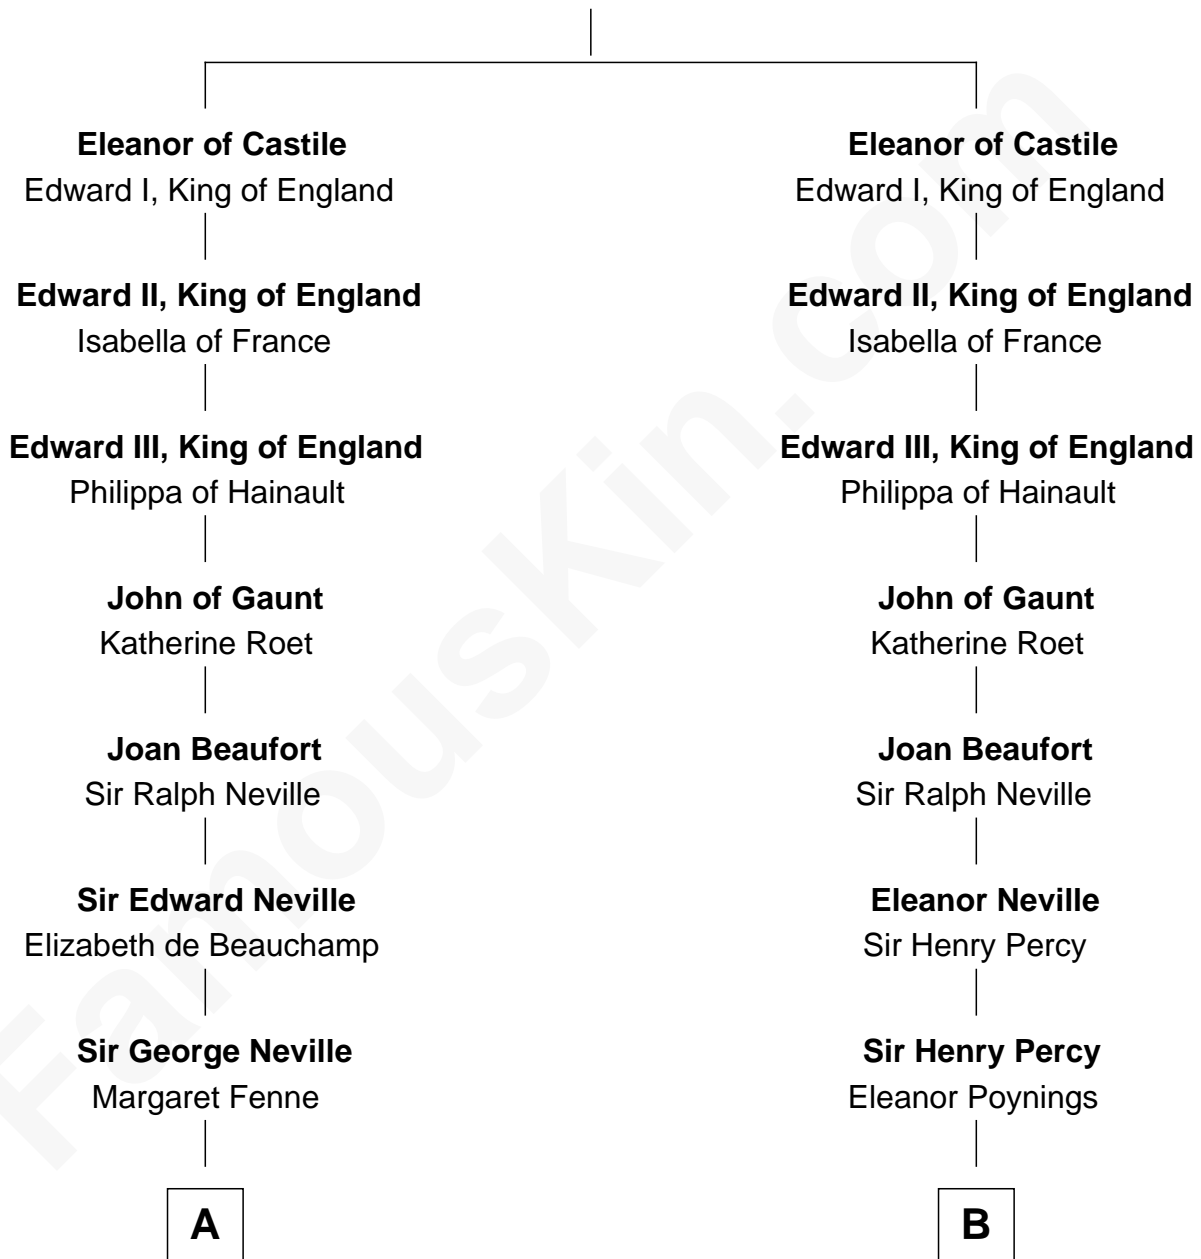 Eleanor of Castile
Edward I, King of England
Edward II, King of England
Isabella of France
Edward III, King of England
Philippa of Hainault
John of Gaunt
Katherine Roet
Joan Beaufort
Sir Ralph Neville
Sir Edward Neville
Elizabeth de Beauchamp
Sir George Neville
Margaret Fenne
A
Eleanor of Castile
Edward I, King of England
Edward II, King of England
Isabella of France
Edward III, King of England
Philippa of Hainault
John of Gaunt
Katherine Roet
Joan Beaufort
Sir Ralph Neville
Eleanor Neville
Sir Henry Percy
Sir Henry Percy
Eleanor Poynings
B
FamousKin.com